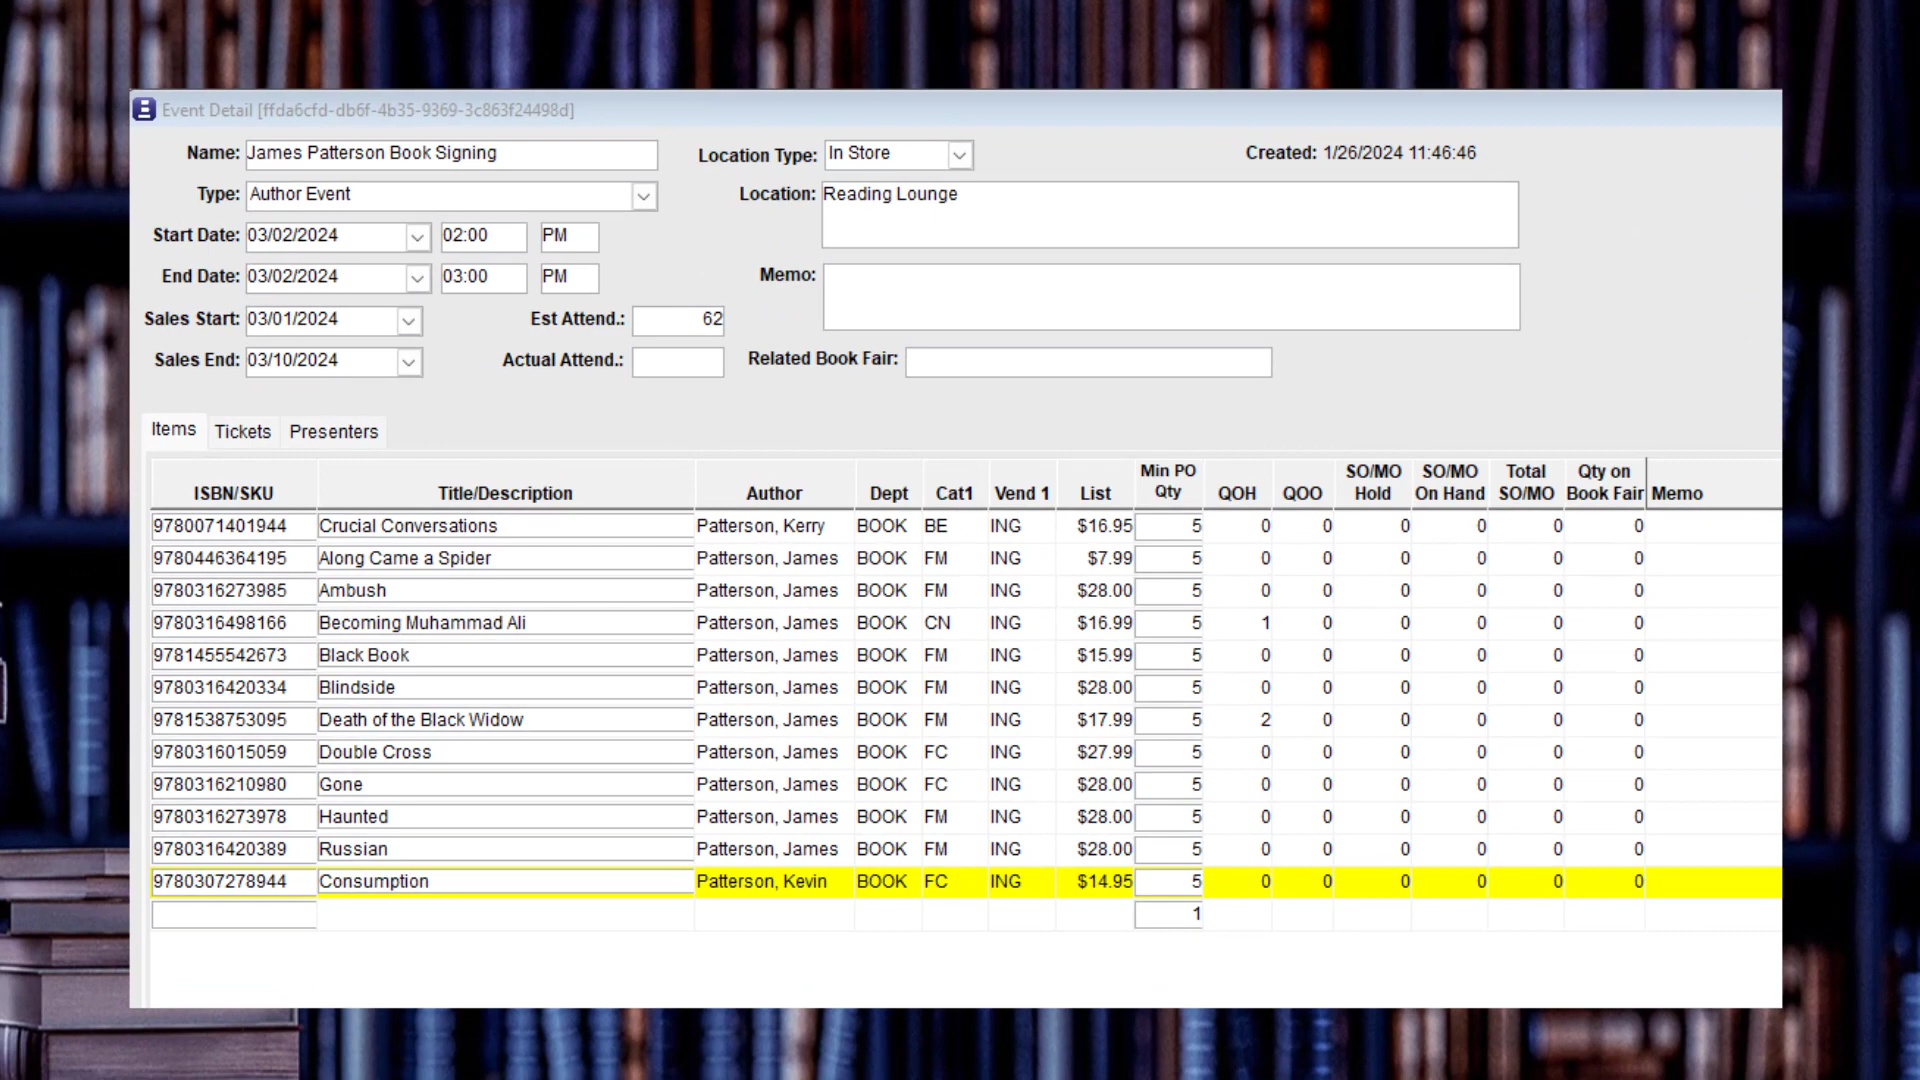 Event Detail [ffda6cfd-db6f-4b35-9369-3c863f24498d]
Name: James Patterson Book Signing Location Type: In Store Created: 1/26/2024 11:46:46
Type: Author Event Location: Reading Lounge
Start Date: 03/02/2024 02:00 PM
End Date: 03/02/2024 03:00 PM Memo:
Sales Start: 03/01/2024 Est Attend.: 62
Sales End: 03/10/2024 Actual Attend.: Related Book Fair:
Items Tickets Presenters
ISBN/SKU Title/Description Author Dept Cat1 Vend 1 List Min PO Qty QOH QOO SO/MO Hold SO/MO On Hand Total SO/MO Qty on Book Fair Memo
9780071401944 Crucial Conversations Patterson, Kerry BOOK BE ING $16.95 5 0 0 0 0 0 0
9780446364195 Along Came a Spider Patterson, James BOOK FM ING $7.99 5 0 0 0 0 0 0
9780316273985 Ambush Patterson, James BOOK FM ING $28.00 5 0 0 0 0 0 0
9780316498166 Becoming Muhammad Ali Patterson, James BOOK CN ING $16.99 5 1 0 0 0 0 0
9781455542673 Black Book Patterson, James BOOK FM ING $15.99 5 0 0 0 0 0 0
9780316420334 Blindside Patterson, James BOOK FM ING $28.00 5 0 0 0 0 0 0
9781538753095 Death of the Black Widow Patterson, James BOOK FM ING $17.99 5 2 0 0 0 0 0
9780316015059 Double Cross Patterson, James BOOK FC ING $27.99 5 0 0 0 0 0 0
9780316210980 Gone Patterson, James BOOK FC ING $28.00 5 0 0 0 0 0 0
9780316273978 Haunted Patterson, James BOOK FM ING $28.00 5 0 0 0 0 0 0
9780316420389 Russian Patterson, James BOOK FM ING $28.00 5 0 0 0 0 0 0
9780307278944 Consumption Patterson, Kevin BOOK FC ING $14.95 5 0 0 0 0 0 0
1